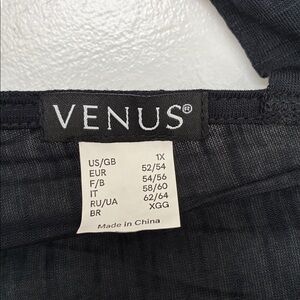 VENUS®
US/GB 1X
EUR 52/54
F/B 54/56
IT 58/60
RU/UA 62/64
BR XGG
Made in China